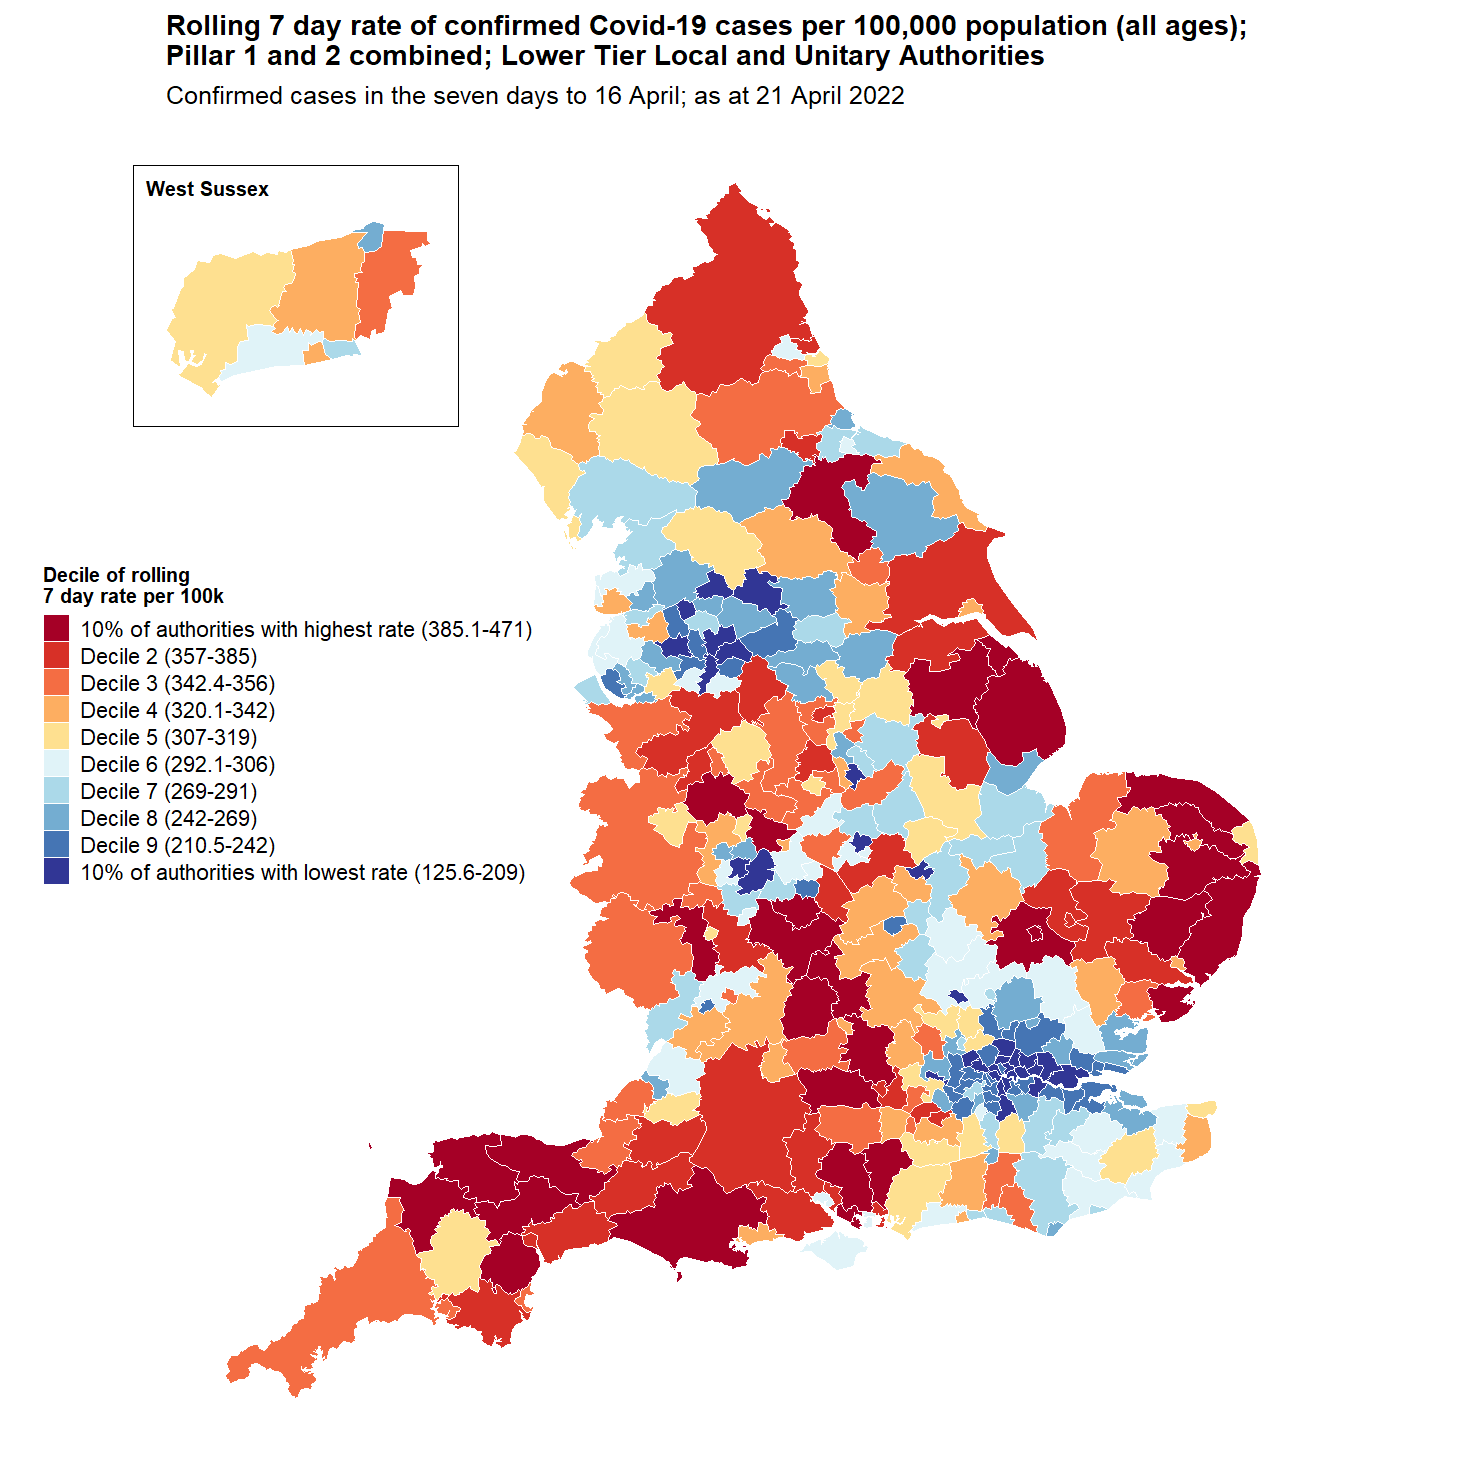 Rolling 7 day rate of confirmed Covid-19 cases per 100,000 population (all ages);
Pillar 1 and 2 combined; Lower Tier Local and Unitary Authorities
Confirmed cases in the seven days to 16 April; as at 21 April 2022
West Sussex
Decile of rolling
7 day rate per 100k
10% of authorities with highest rate (385.1-471)
Decile 2 (357-385)
Decile 3 (342.4-356)
Decile 4 (320.1-342)
Decile 5 (307-319)
Decile 6 (292.1-306)
Decile 7 (269-291)
Decile 8 (242-269)
Decile 9 (210.5-242)
10% of authorities with lowest rate (125.6-209)